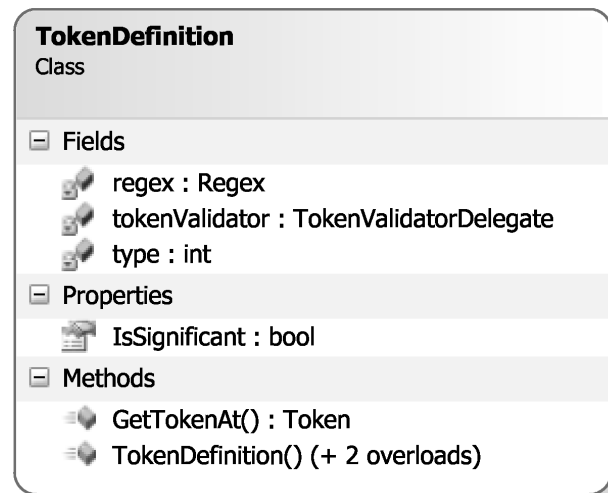 TokenDefinition
Class
Fields
regex : Regex
tokenValidator : TokenValidatorDelegate
type : int
Properties
IsSignificant : bool
Methods
GetTokenAt() : Token
TokenDefinition() (+ 2 overloads)